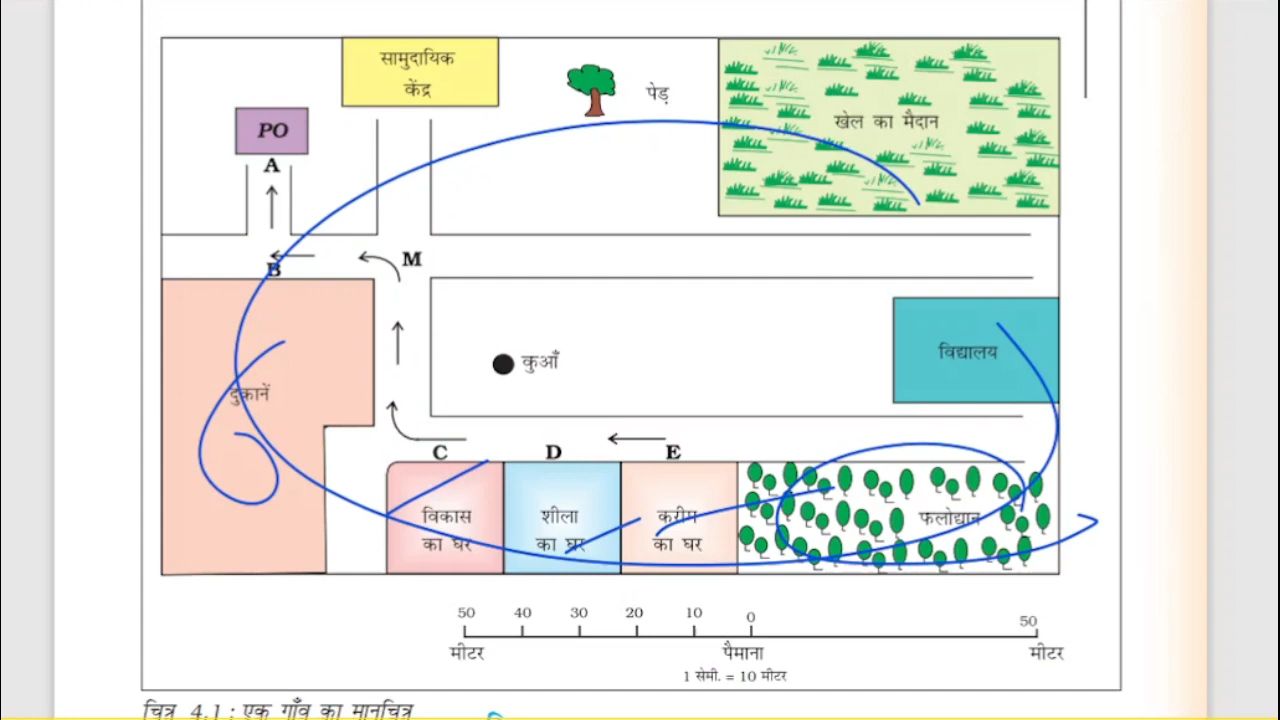 सामुदायिक
केंद्र
पेड़
खेल का मैदान
PO
A
B
M
दुकानें
कुआँ
विद्यालय
C
D
E
विकास
का घर
शीला
का घर
करीम
का घर
फलोद्यान
50 40 30 20 10 0 50
मीटर पैमाना मीटर
1 सेमी. = 10 मीटर
चित्र 4.1 : एक गाँव का मानचित्र